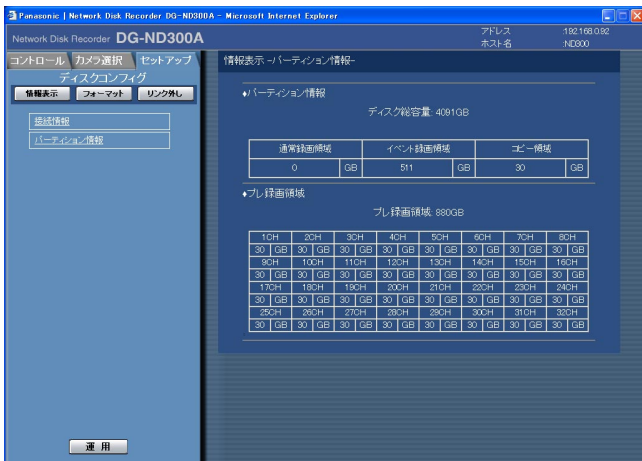 Panasonic | Network Disk Recorder DG-ND300A - Microsoft Internet Explorer
Network Disk Recorder DG-ND300A
アドレス :192.168.0.92
ホスト名 :ND300
コントロール カメラ選択 セットアップ
ディスクコンフィグ
情報表示 フォーマット リンク外し
接続情報
パーティション情報
運用
情報表示 -パーティション情報-
♦パーティション情報
ディスク総容量: 4091GB
通常録画領域 イベント録画領域 コピー領域
0 GB 511 GB 30 GB
♦プレ録画領域
プレ録画領域: 880GB
1CH 2CH 3CH 4CH 5CH 6CH 7CH 8CH
30 GB 30 GB 30 GB 30 GB 30 GB 30 GB 30 GB 30 GB
9CH 10CH 11CH 12CH 13CH 14CH 15CH 16CH
30 GB 30 GB 30 GB 30 GB 30 GB 30 GB 30 GB 30 GB
17CH 18CH 19CH 20CH 21CH 22CH 23CH 24CH
30 GB 30 GB 30 GB 30 GB 30 GB 30 GB 30 GB 30 GB
25CH 26CH 27CH 28CH 29CH 30CH 31CH 32CH
30 GB 30 GB 30 GB 30 GB 30 GB 30 GB 30 GB 30 GB